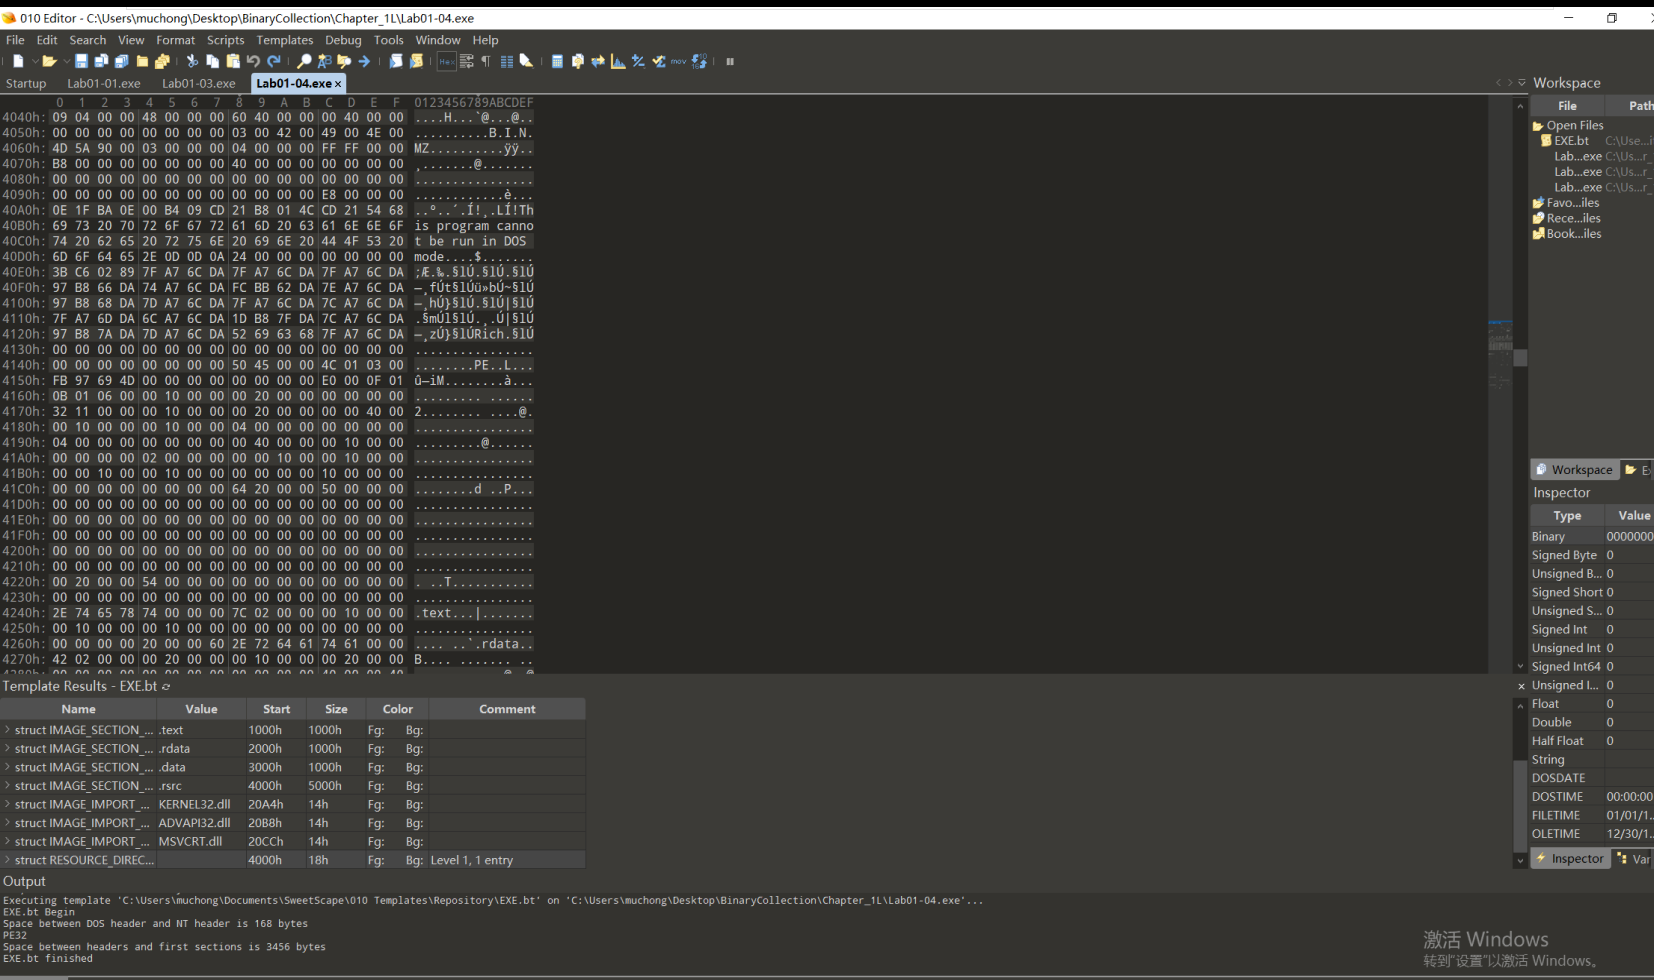 010 Editor - C:\Users\muchong\Desktop\BinaryCollection\Chapter_1L\Lab01-04.exe
File Edit Search View Format Scripts Templates Debug Tools Window Help
Startup Lab01-01.exe Lab01-03.exe Lab01-04.exe ×
0 1 2 3 4 5 6 7 8 9 A B C D E F 0123456789ABCDEF
4040h: 09 04 00 00 48 00 00 00 60 40 00 00 00 40 00 00 ....H...`@...@..
4050h: 00 00 00 00 00 00 00 00 03 00 42 00 49 00 4E 00 ..........B.I.N.
4060h: 4D 5A 90 00 03 00 00 00 04 00 00 00 FF FF 00 00 MZ..........ÿÿ..
4070h: B8 00 00 00 00 00 00 00 40 00 00 00 00 00 00 00 ¸.......@.......
4080h: 00 00 00 00 00 00 00 00 00 00 00 00 00 00 00 00 ................
4090h: 00 00 00 00 00 00 00 00 00 00 00 00 E8 00 00 00 ............è...
40A0h: 0E 1F BA 0E 00 B4 09 CD 21 B8 01 4C CD 21 54 68 ..º..´.Í!¸.LÍ!Th
40B0h: 69 73 20 70 72 6F 67 72 61 6D 20 63 61 6E 6E 6F is program canno
40C0h: 74 20 62 65 20 72 75 6E 20 69 6E 20 44 4F 53 20 t be run in DOS
40D0h: 6D 6F 64 65 2E 0D 0D 0A 24 00 00 00 00 00 00 00 mode....$.......
40E0h: 3B C6 02 89 7F A7 6C DA 7F A7 6C DA 7F A7 6C DA ;Æ.‰.§lÚ.§lÚ.§lÚ
40F0h: 97 B8 66 DA 74 A7 6C DA FC BB 62 DA 7E A7 6C DA —¸fÚt§lÚü»bÚ~§lÚ
4100h: 97 B8 68 DA 7D A7 6C DA 7F A7 6C DA 7C A7 6C DA —¸hÚ}§lÚ.§lÚ|§lÚ
4110h: 7F A7 6D DA 6C A7 6C DA 1D B8 7F DA 7C A7 6C DA .§mÚl§lÚ.¸.Ú|§lÚ
4120h: 97 B8 7A DA 7D A7 6C DA 52 69 63 68 7F A7 6C DA —¸zÚ}§lÚRich.§lÚ
4130h: 00 00 00 00 00 00 00 00 00 00 00 00 00 00 00 00 ................
4140h: 00 00 00 00 00 00 00 00 50 45 00 00 4C 01 03 00 ........PE..L...
4150h: FB 97 69 4D 00 00 00 00 00 00 00 00 E0 00 0F 01 û—iM........à...
4160h: 0B 01 06 00 00 10 00 00 00 20 00 00 00 00 00 00 ......... ......
4170h: 32 11 00 00 00 10 00 00 00 20 00 00 00 00 40 00 2........ ....@.
4180h: 00 10 00 00 00 10 00 00 04 00 00 00 00 00 00 00 ................
4190h: 04 00 00 00 00 00 00 00 00 40 00 00 00 10 00 00 .........@......
41A0h: 00 00 00 00 02 00 00 00 00 00 10 00 00 10 00 00 ................
41B0h: 00 00 10 00 00 10 00 00 00 00 00 00 10 00 00 00 ................
41C0h: 00 00 00 00 00 00 00 00 64 20 00 00 50 00 00 00 ........d ..P...
41D0h: 00 00 00 00 00 00 00 00 00 00 00 00 00 00 00 00 ................
41E0h: 00 00 00 00 00 00 00 00 00 00 00 00 00 00 00 00 ................
41F0h: 00 00 00 00 00 00 00 00 00 00 00 00 00 00 00 00 ................
4200h: 00 00 00 00 00 00 00 00 00 00 00 00 00 00 00 00 ................
4210h: 00 00 00 00 00 00 00 00 00 00 00 00 00 00 00 00 ................
4220h: 00 20 00 00 54 00 00 00 00 00 00 00 00 00 00 00 . ..T...........
4230h: 00 00 00 00 00 00 00 00 00 00 00 00 00 00 00 00 ................
4240h: 2E 74 65 78 74 00 00 00 7C 02 00 00 00 10 00 00 .text...|.......
4250h: 00 10 00 00 00 10 00 00 00 00 00 00 00 00 00 00 ................
4260h: 00 00 00 00 20 00 00 60 2E 72 64 61 74 61 00 00 .... ..`.rdata..
4270h: 42 02 00 00 00 20 00 00 00 10 00 00 00 20 00 00 B.... ....... ..
Template Results - EXE.bt
Name Value Start Size Color Comment
struct IMAGE_SECTION_... .text 1000h 1000h Fg: Bg:
struct IMAGE_SECTION_... .rdata 2000h 1000h Fg: Bg:
struct IMAGE_SECTION_... .data 3000h 1000h Fg: Bg:
struct IMAGE_SECTION_... .rsrc 4000h 5000h Fg: Bg:
struct IMAGE_IMPORT_... KERNEL32.dll 20A4h 14h Fg: Bg:
struct IMAGE_IMPORT_... ADVAPI32.dll 20B8h 14h Fg: Bg:
struct IMAGE_IMPORT_... MSVCRT.dll 20CCh 14h Fg: Bg:
struct RESOURCE_DIREC... 4000h 18h Fg: Bg: Level 1, 1 entry
Output
Executing template 'C:\Users\muchong\Documents\SweetScape\010 Templates\Repository\EXE.bt' on 'C:\Users\muchong\Desktop\BinaryCollection\Chapter_1L\Lab01-04.exe'...
EXE.bt Begin
Space between DOS header and NT header is 168 bytes
PE32
Space between headers and first sections is 3456 bytes
EXE.bt finished
Workspace
File Path
Open Files
EXE.bt C:\Use...i
Lab...exe C:\Us...r_
Lab...exe C:\Us...r_
Lab...exe C:\Us...r_
Favo...iles
Rece...iles
Book...iles
Workspace
Inspector
Type Value
Binary 0000000
Signed Byte 0
Unsigned B... 0
Signed Short 0
Unsigned S... 0
Signed Int 0
Unsigned Int 0
Signed Int64 0
Unsigned I... 0
Float 0
Double 0
Half Float 0
String
DOSDATE
DOSTIME 00:00:00
FILETIME 01/01/1...
OLETIME 12/30/1...
Inspector Var
激活 Windows
转到"设置"以激活 Windows。